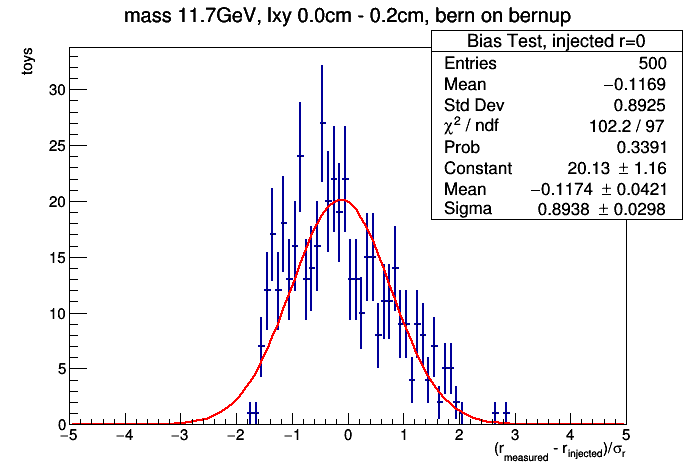 mass 11.7GeV, lxy 0.0cm - 0.2cm, bern on bernup
Bias Test, injected r=0
Entries 500
Mean −0.1169
Std Dev 0.8925
χ² / ndf 102.2 / 97
Prob 0.3391
Constant 20.13 ± 1.16
Mean −0.1174 ± 0.0421
Sigma 0.8938 ± 0.0298
toys
30
25
20
15
10
5
0
−5 −4 −3 −2 −1 0 1 2 3 4 5
(r_measured - r_injected)/σ_r